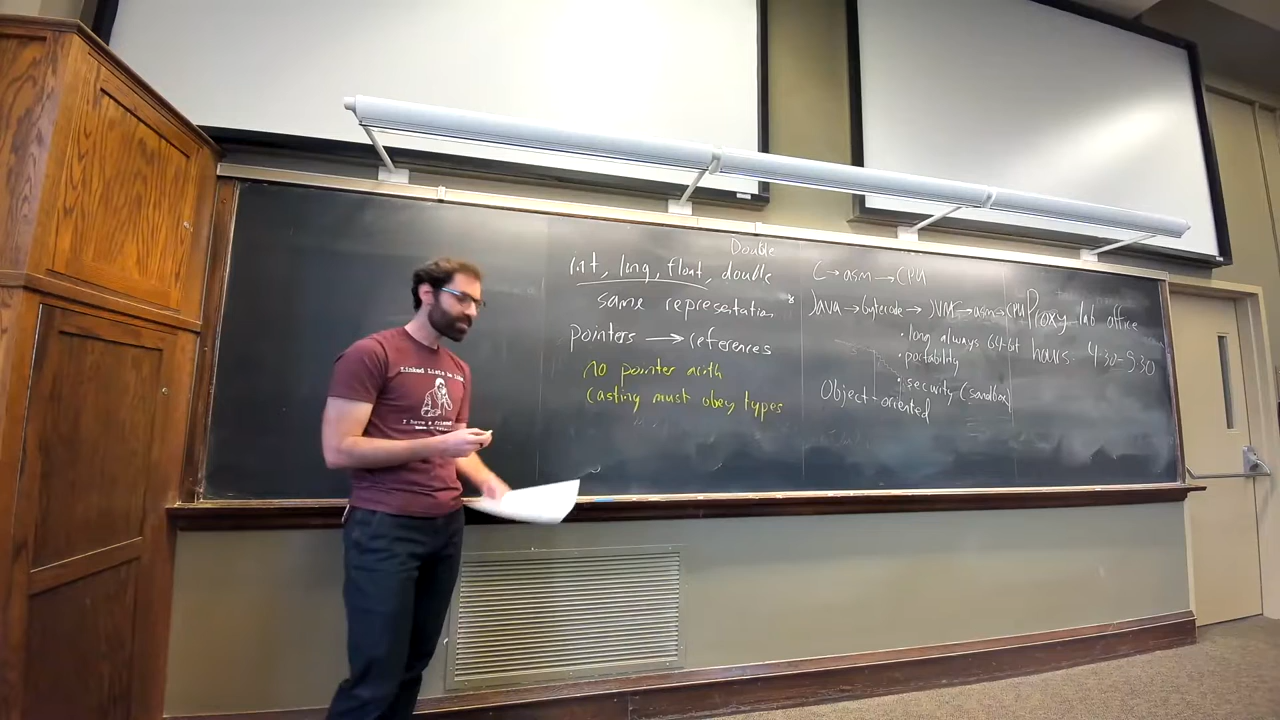 Double
int, long, float, double
same representation
pointers → references
no pointer arith
Casting must obey types
C → asm → CPU
Java → bytecode → JVM → asm → CPU
• long always 64-bit
• portability
• security (sandbox)
Object-oriented
Proxy lab office
hours: 4:30-5:30
Linked Lists be like
I have a friend